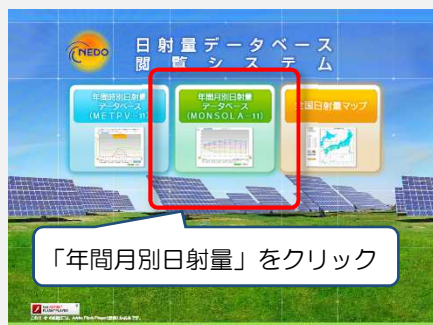 NEDO
日射量データベース
閲覧システム
年間時別日射量
データベース
(METPV-11)
年間月別日射量
データベース
(MONSOLA-11)
全国日射量マップ
「年間月別日射量」をクリック